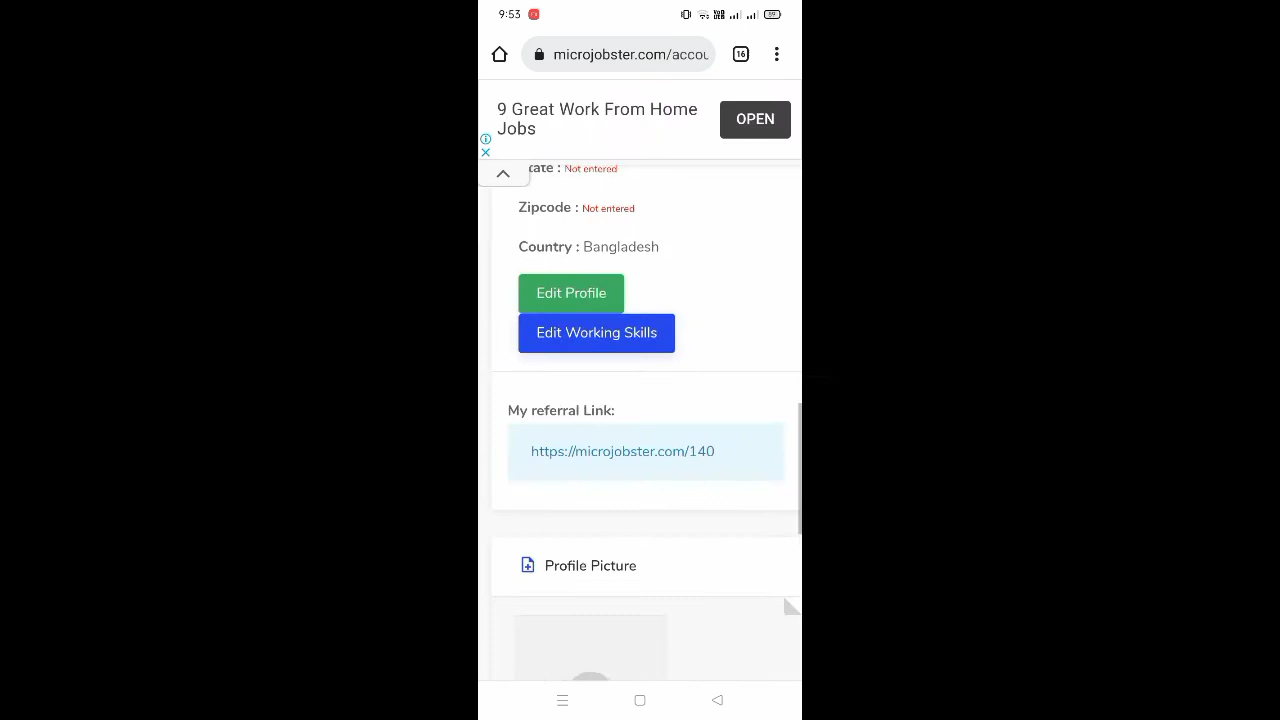 9:53
microjobster.com/accou
16
9 Great Work From Home
Jobs
OPEN
tate : Not entered
Zipcode : Not entered
Country : Bangladesh
Edit Profile
Edit Working Skills
My referral Link:
https://microjobster.com/140
Profile Picture